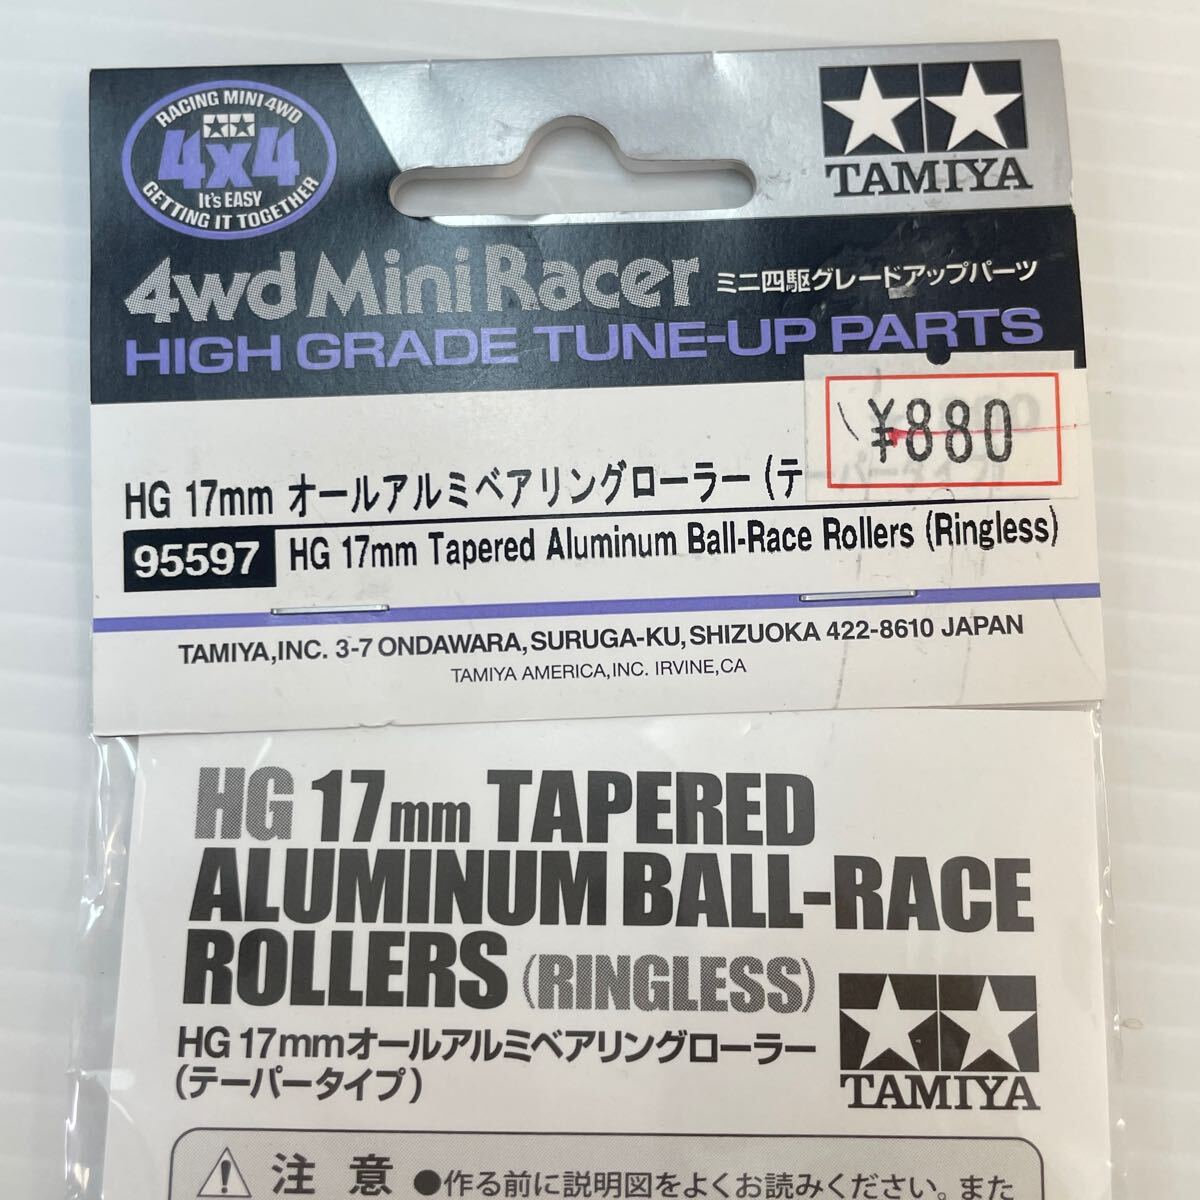 RACING MINI 4WD
4x4
It's EASY
GETTING IT TOGETHER
TAMIYA
4wd Mini Racer ミニ四駆グレードアップパーツ
HIGH GRADE TUNE-UP PARTS
¥880
HG 17mm オールアルミベアリングローラー (テーパータイプ)
95597 HG 17mm Tapered Aluminum Ball-Race Rollers (Ringless)
TAMIYA,INC. 3-7 ONDAWARA, SURUGA-KU, SHIZUOKA 422-8610 JAPAN
TAMIYA AMERICA,INC. IRVINE,CA
HG 17mm TAPERED
ALUMINUM BALL-RACE
ROLLERS (RINGLESS)
HG 17mmオールアルミベアリングローラー
(テーパータイプ)
TAMIYA
注意 ●作る前に説明図をよくお読みください。また